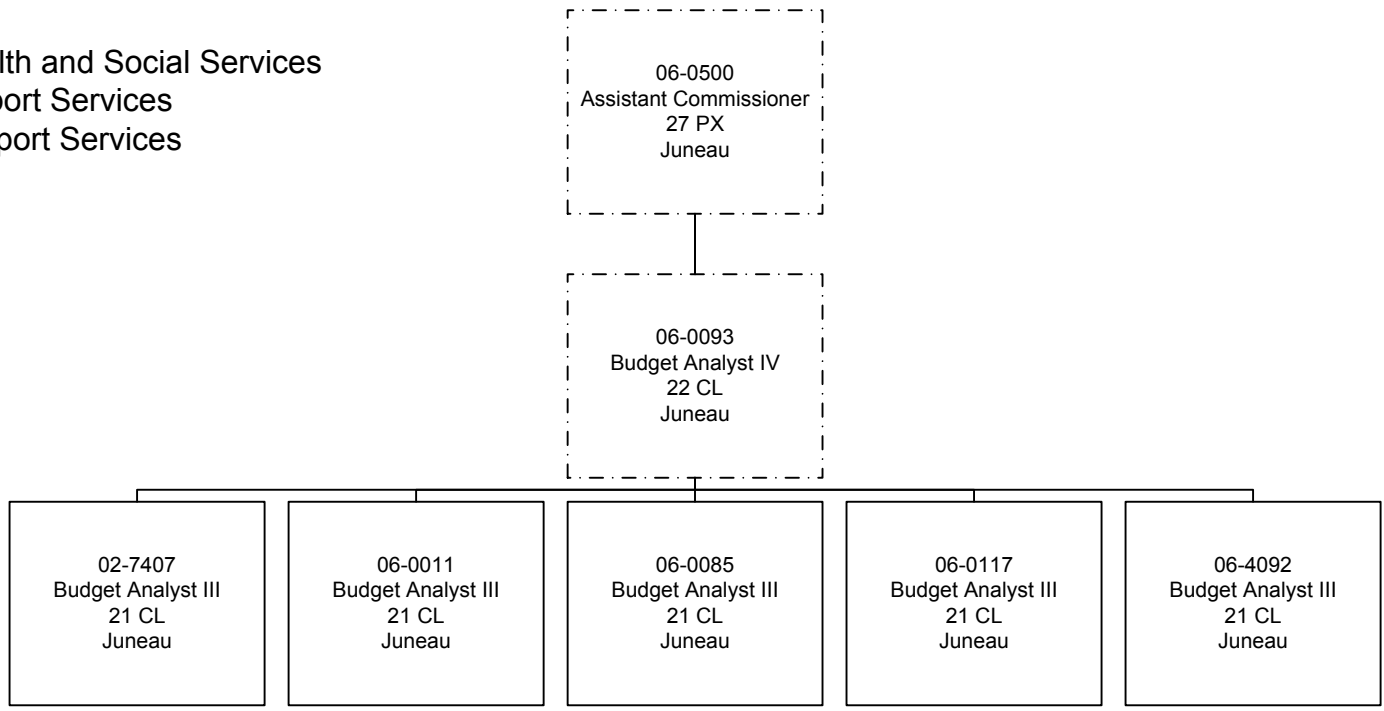 lth and Social Services
port Services
port Services
06-0500
Assistant Commissioner
27 PX
Juneau
06-0093
Budget Analyst IV
22 CL
Juneau
02-7407
Budget Analyst III
21 CL
Juneau
06-0011
Budget Analyst III
21 CL
Juneau
06-0085
Budget Analyst III
21 CL
Juneau
06-0117
Budget Analyst III
21 CL
Juneau
06-4092
Budget Analyst III
21 CL
Juneau